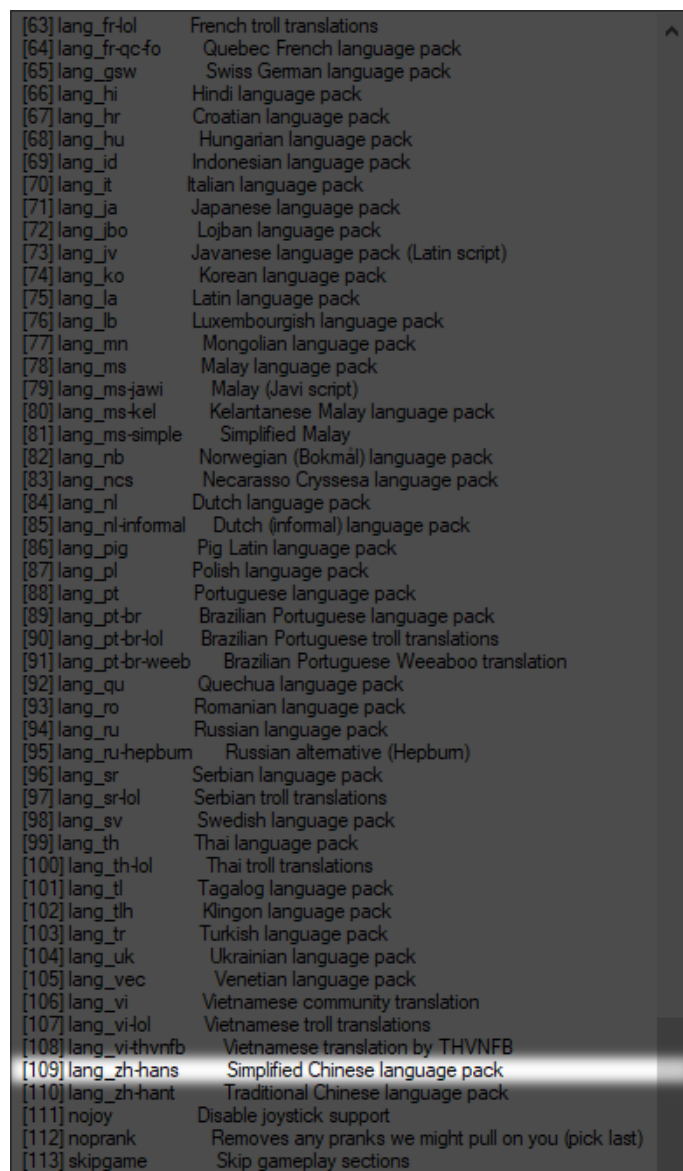 [63] lang_fr-lol French troll translations
[64] lang_fr-qc-fo Quebec French language pack
[65] lang_gsw Swiss German language pack
[66] lang_hi Hindi language pack
[67] lang_hr Croatian language pack
[68] lang_hu Hungarian language pack
[69] lang_id Indonesian language pack
[70] lang_it Italian language pack
[71] lang_ja Japanese language pack
[72] lang_jbo Lojban language pack
[73] lang_jv Javanese language pack (Latin script)
[74] lang_ko Korean language pack
[75] lang_la Latin language pack
[76] lang_lb Luxembourgish language pack
[77] lang_mn Mongolian language pack
[78] lang_ms Malay language pack
[79] lang_ms-jawi Malay (Javi script)
[80] lang_ms-kel Kelantanese Malay language pack
[81] lang_ms-simple Simplified Malay
[82] lang_nb Norwegian (Bokmål) language pack
[83] lang_ncs Necarasso Cryssesa language pack
[84] lang_nl Dutch language pack
[85] lang_nl-informal Dutch (informal) language pack
[86] lang_pig Pig Latin language pack
[87] lang_pl Polish language pack
[88] lang_pt Portuguese language pack
[89] lang_pt-br Brazilian Portuguese language pack
[90] lang_pt-br-lol Brazilian Portuguese troll translations
[91] lang_pt-br-weeb Brazilian Portuguese Weeaboo translation
[92] lang_qu Quechua language pack
[93] lang_ro Romanian language pack
[94] lang_ru Russian language pack
[95] lang_ru-hepburn Russian alternative (Hepburn)
[96] lang_sr Serbian language pack
[97] lang_sr-lol Serbian troll translations
[98] lang_sv Swedish language pack
[99] lang_th Thai language pack
[100] lang_th-lol Thai troll translations
[101] lang_tl Tagalog language pack
[102] lang_tlh Klingon language pack
[103] lang_tr Turkish language pack
[104] lang_uk Ukrainian language pack
[105] lang_vec Venetian language pack
[106] lang_vi Vietnamese community translation
[107] lang_vi-lol Vietnamese troll translations
[108] lang_vi-thvnfb Vietnamese translation by THVNFB
[109] lang_zh-hans Simplified Chinese language pack
[110] lang_zh-hant Traditional Chinese language pack
[111] nojoy Disable joystick support
[112] noprank Removes any pranks we might pull on you (pick last)
[113] skipgame Skip gameplay sections